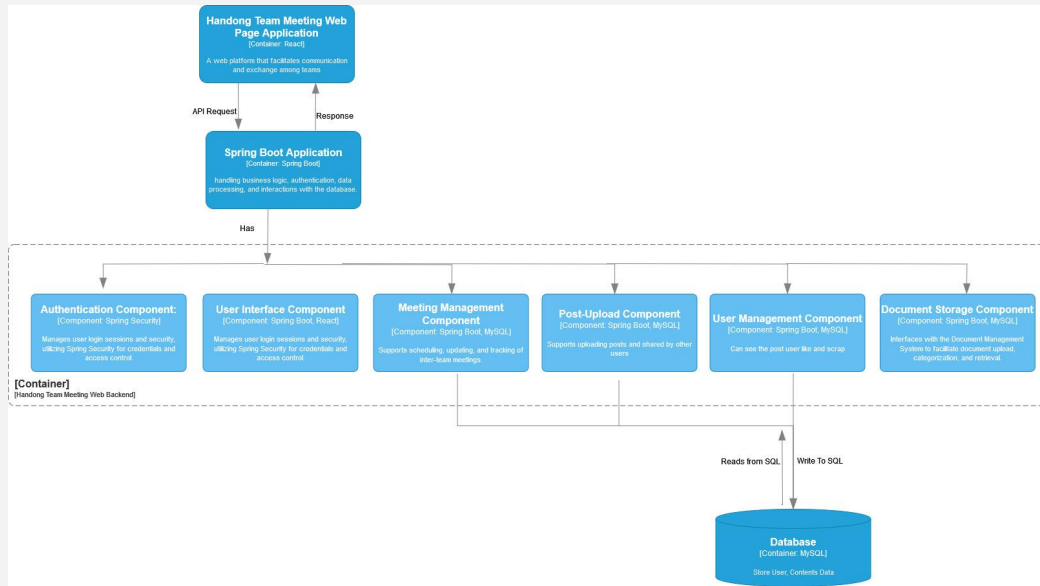 Handong Team Meeting Web
Page Application
[Container: React]
A web platform that facilitates communication
and exchange among teams
API Request
Response
Spring Boot Application
[Container: Spring Boot]
handling business logic, authentication, data
processing, and interactions with the database.
Has
Authentication Component:
[Component: Spring Security]
Manages user login sessions and security,
utilizing Spring Security for credentials and
access control
User Interface Component
[Component: Spring Boot, React]
Manages user login sessions and security,
utilizing Spring Security for credentials and
access control
Meeting Management
Component
[Component: Spring Boot, MySQL]
Supports scheduling, updating, and tracking of
inter-team meetings.
Post-Upload Component
[Component: Spring Boot, MySQL]
Supports uploading posts and shared by other
users
User Management Component
[Component: Spring Boot, MySQL]
Can see the post user like and scrap
Document Storage Component
[Component: Spring Boot, MySQL]
Interfaces with the Document Management
System to facilitate document upload,
categorization, and retrieval.
[Container]
[Handong Team Meeting Web Backend]
Reads from SQL
Write To SQL
Database
[Container: MySQL]
Store User, Contents Data